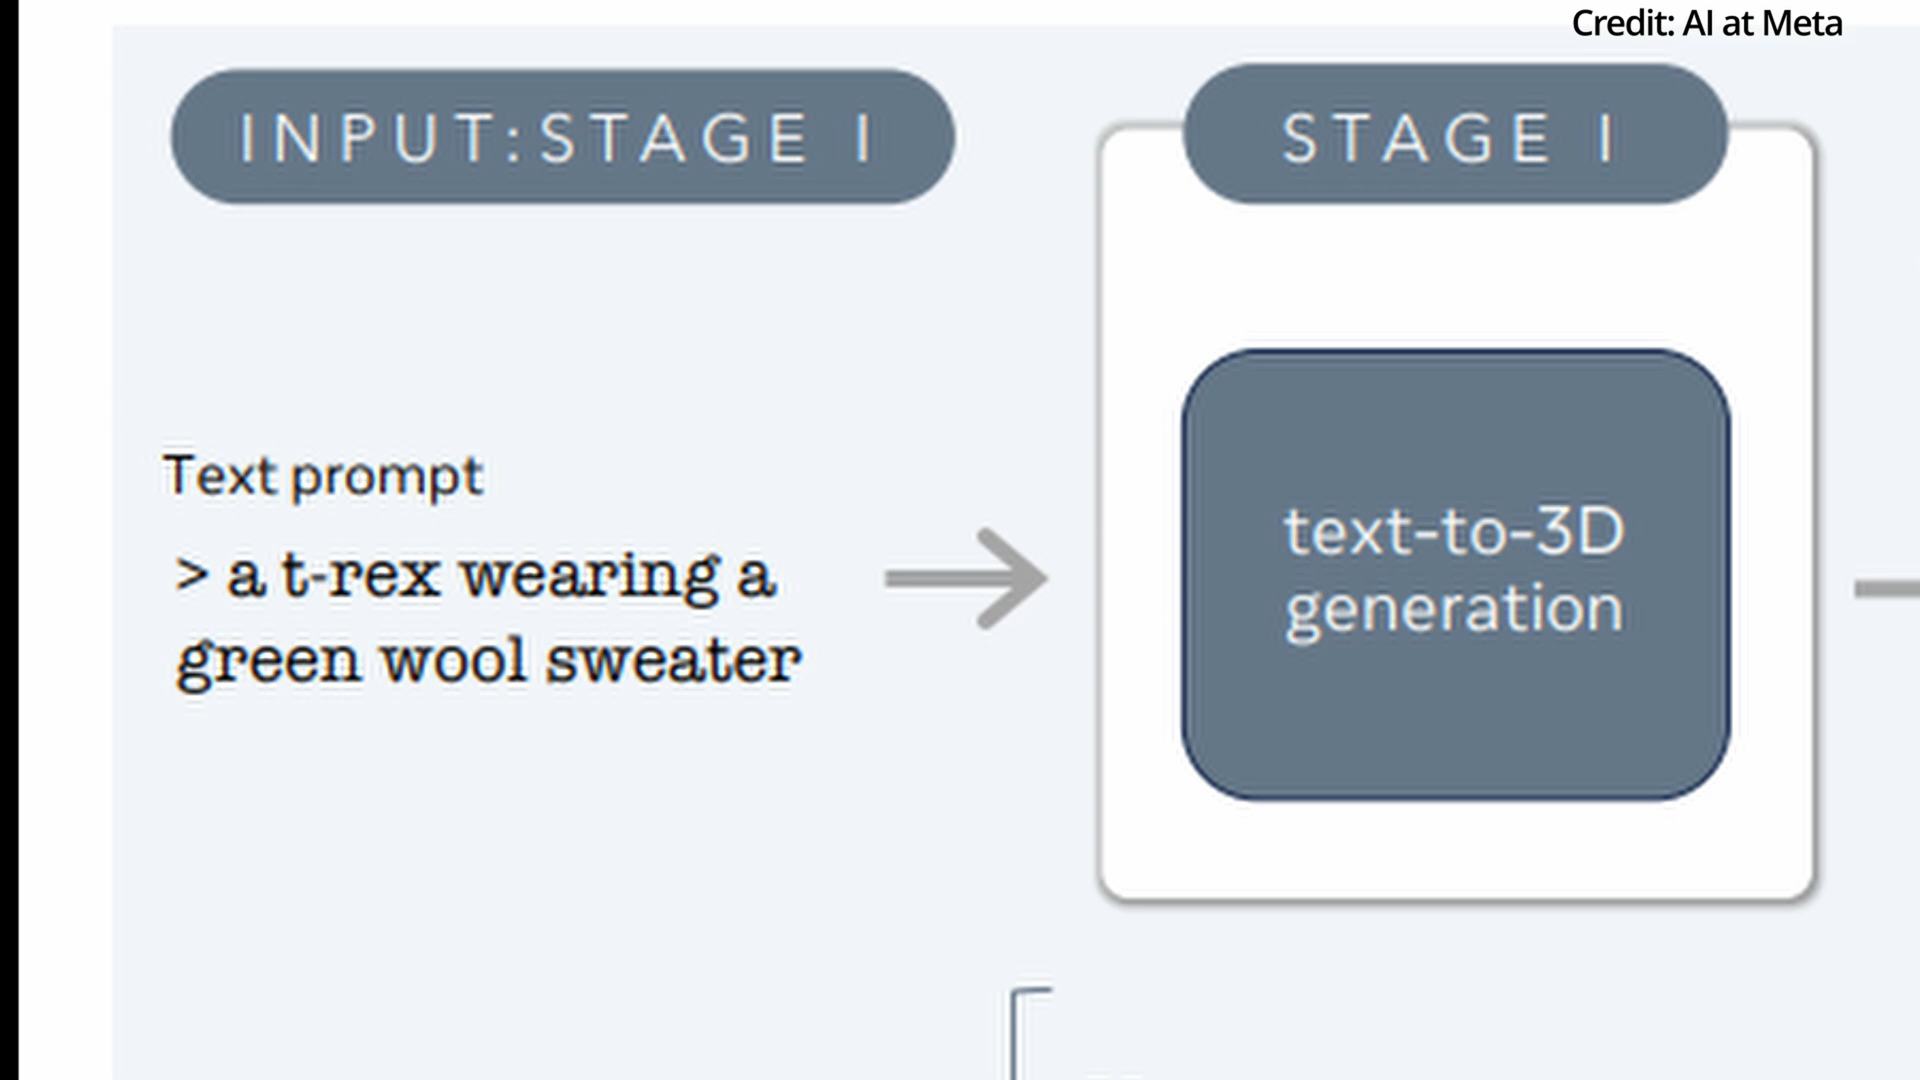 Credit: AI at Meta
INPUT:STAGE I
STAGE I
Text prompt
> a t-rex wearing a
green wool sweater
text-to-3D
generation